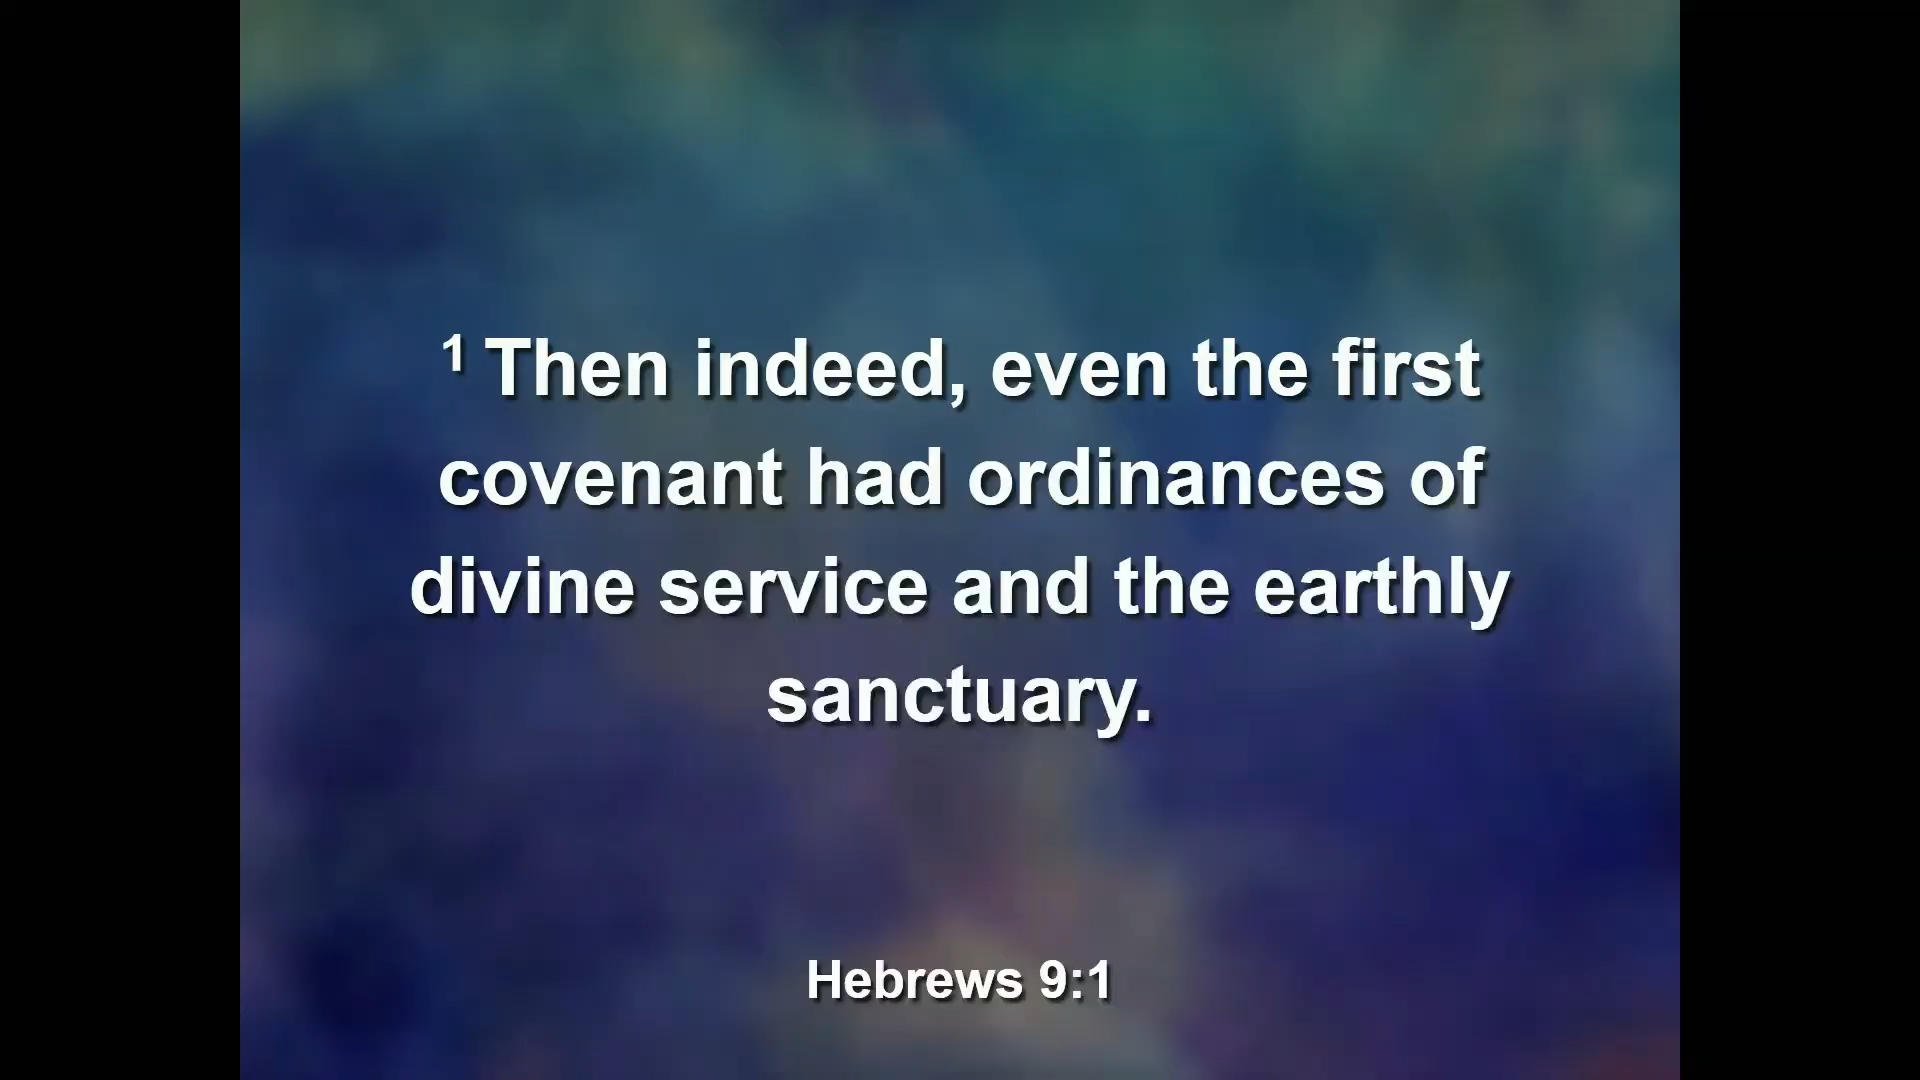 1 Then indeed, even the first
covenant had ordinances of
divine service and the earthly
sanctuary.
Hebrews 9:1